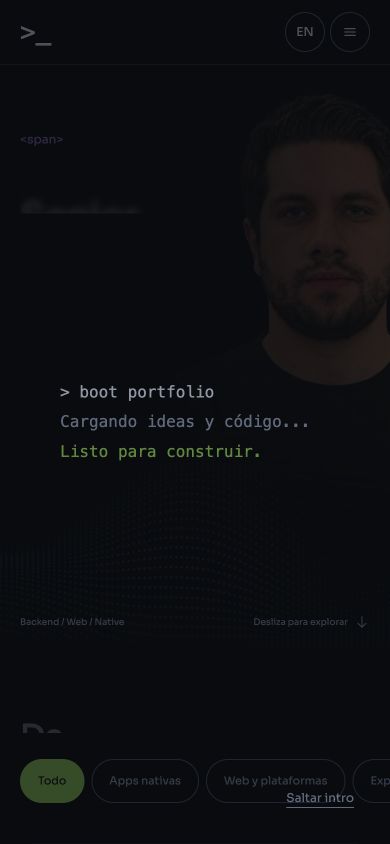 >_
EN
<span>
> boot portfolio
Cargando ideas y código...
Listo para construir.
Backend / Web / Native
Desliza para explorar ↓
Todo
Apps nativas
Web y plataformas
Exp
Saltar intro